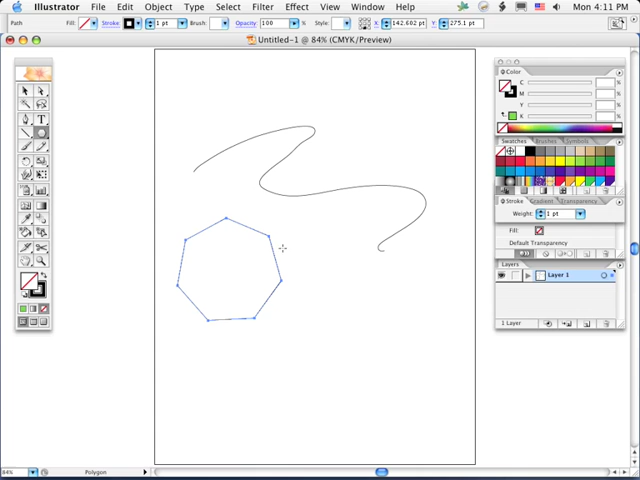 Illustrator File Edit Object Type Select Filter Effect View Window Help Mon 4:11 PM
Path Fill: Stroke: 1 pt Brush: Opacity: 100 % Style: X: 142.602 pt Y: 275.1 pt
Untitled-1 @ 84% (CMYK/Preview)
Color
C %
M %
Y %
K %
Swatches Brushes Symbols
Stroke Gradient Transparency
Weight: 1 pt
Fill:
Default Transparency
Layers
Layer 1
1 Layer
84% Polygon